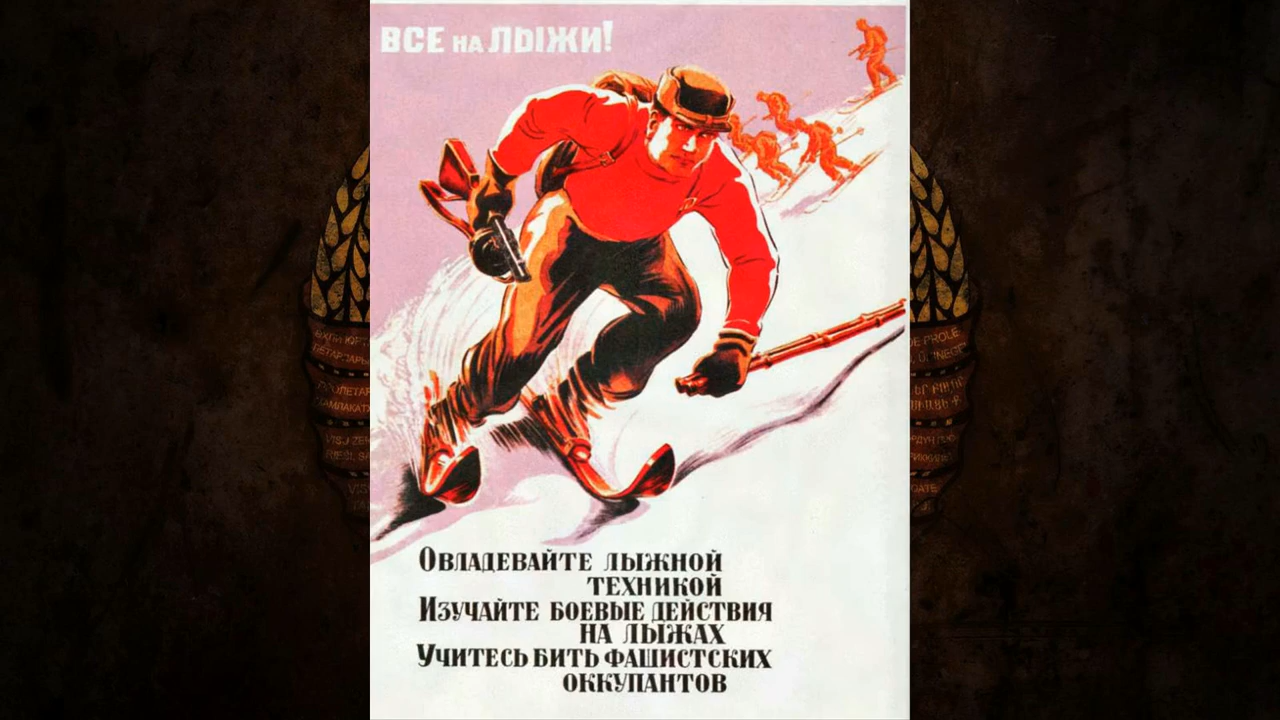 ВСЕ НА ЛЫЖИ!
ОВЛАДЕВАЙТЕ ЛЫЖНОЙ
ТЕХНИКОЙ
ИЗУЧАЙТЕ БОЕВЫЕ ДЕЙСТВИЯ
НА ЛЫЖАХ
УЧИТЕСЬ БИТЬ ФАШИСТСКИХ
ОККУПАНТОВ